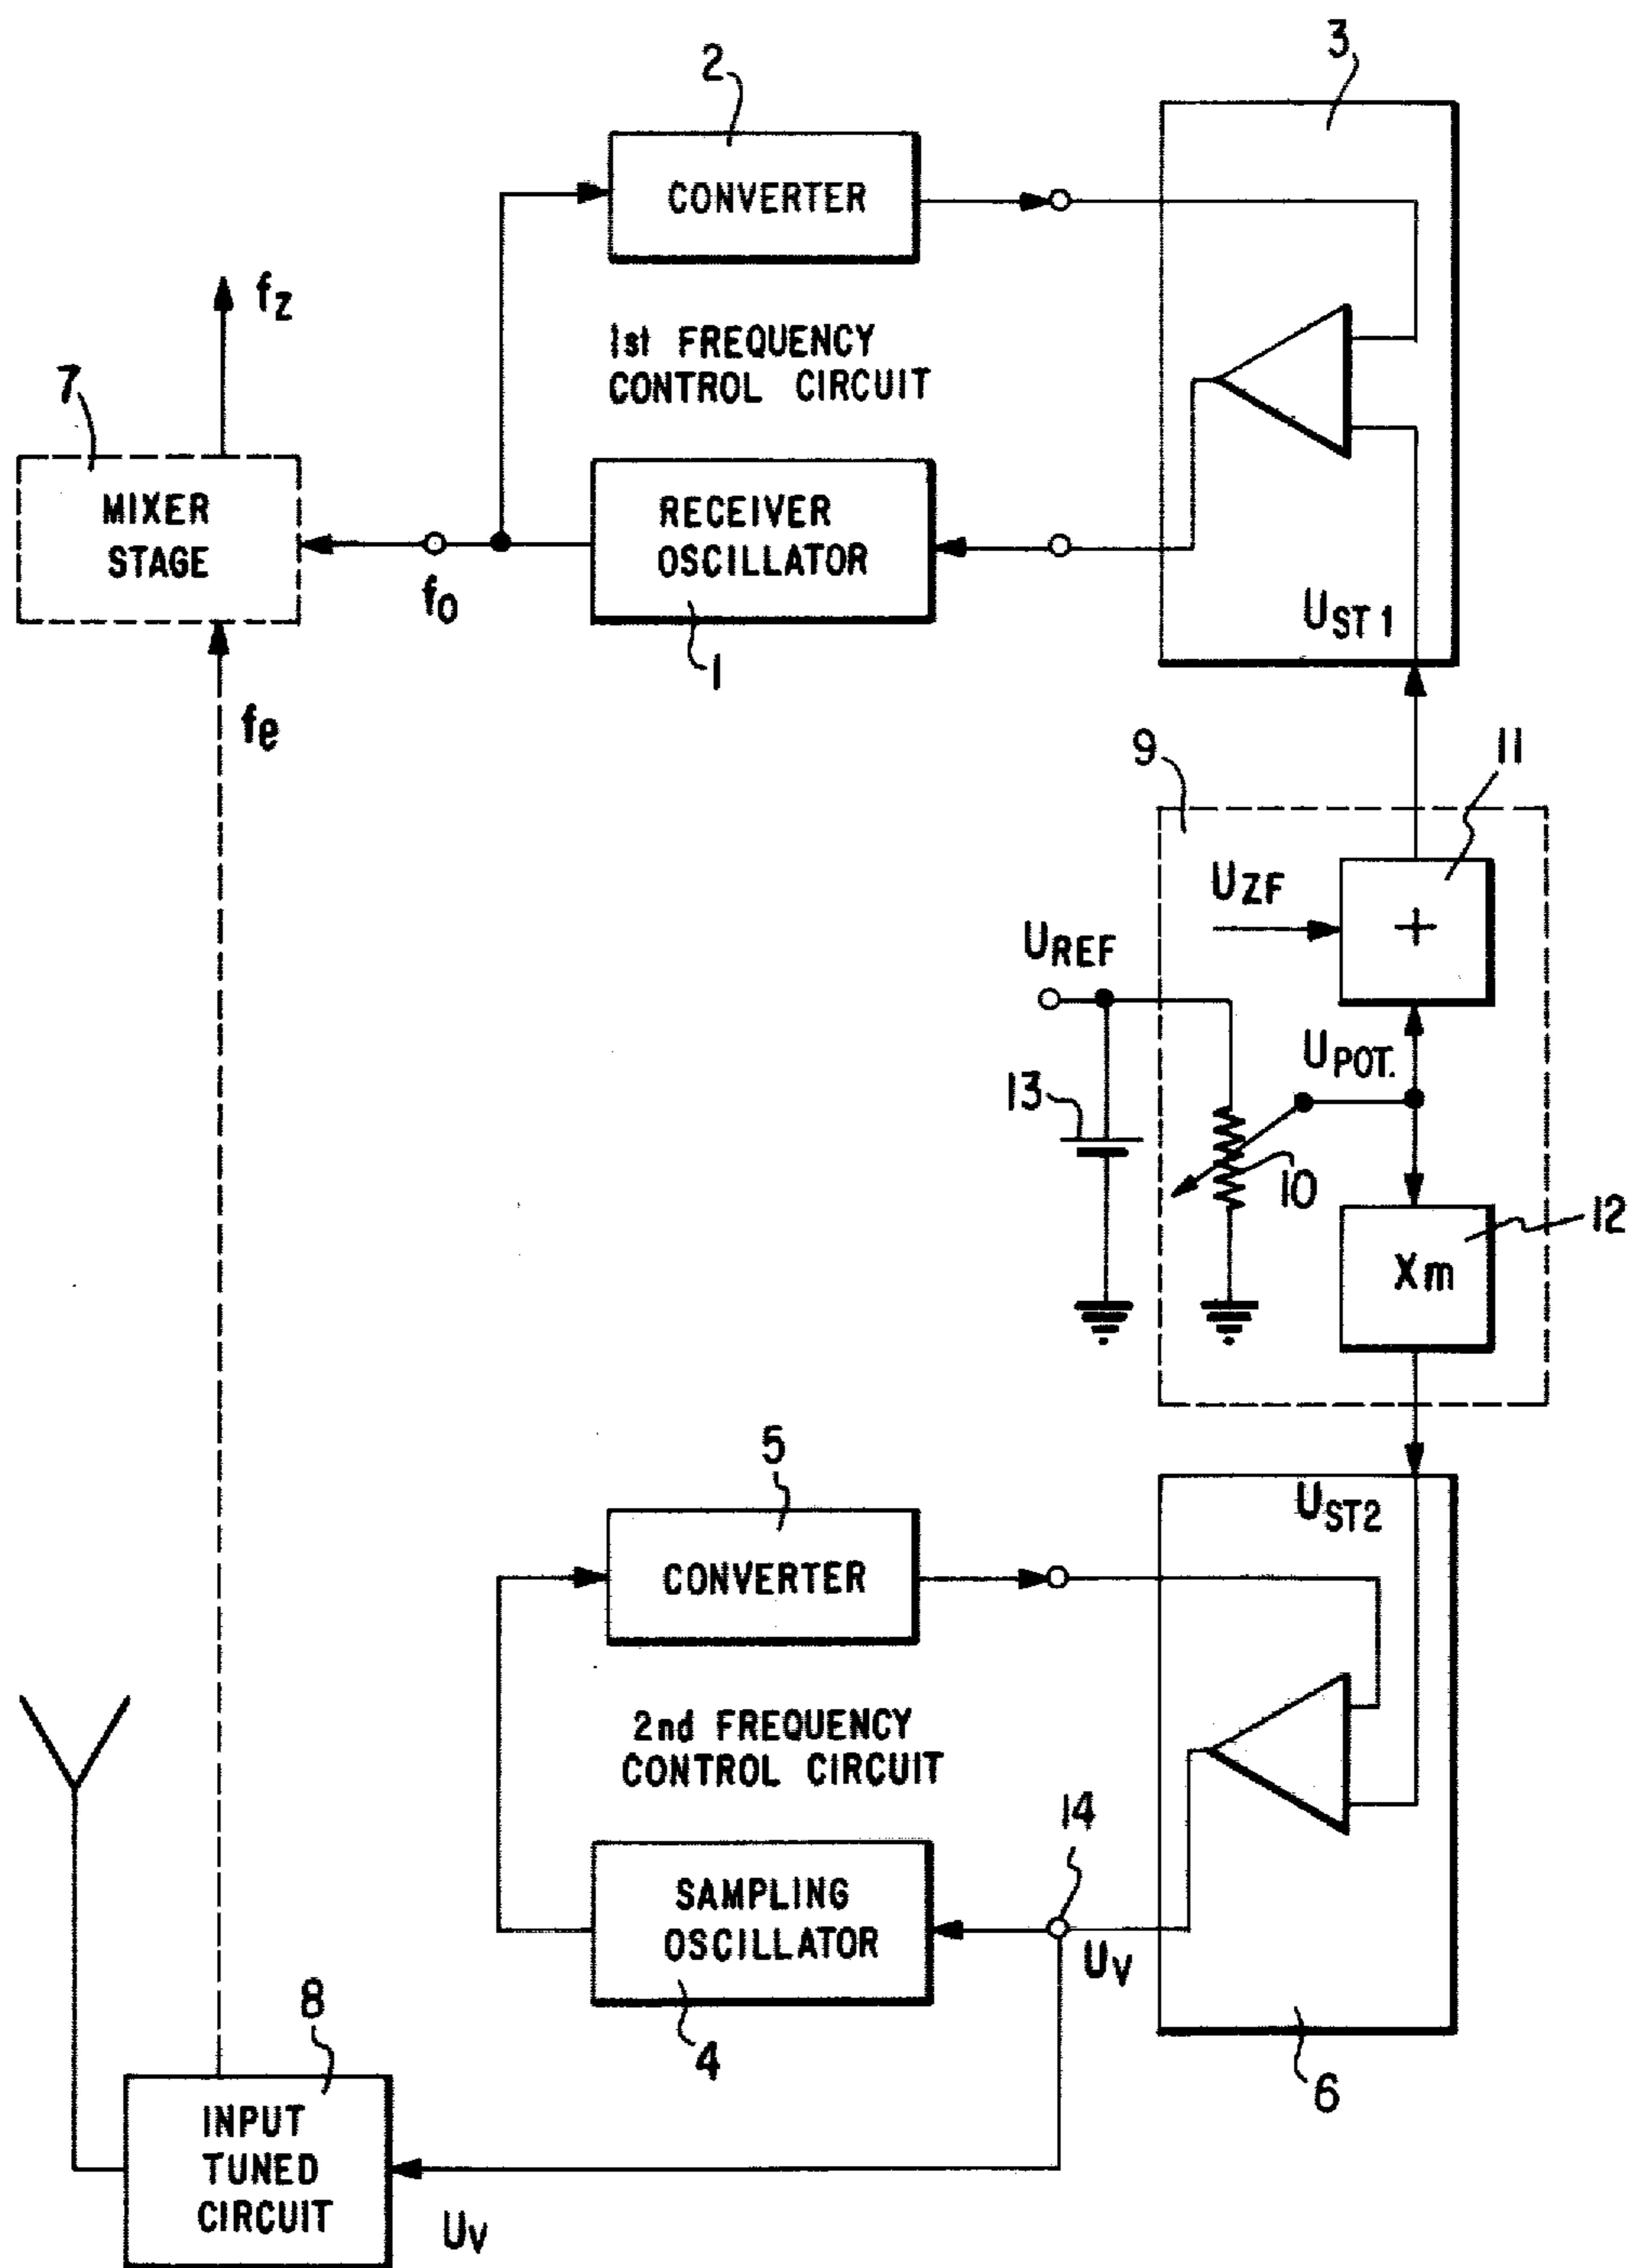 2
3
CONVERTER
fz
1st FREQUENCY
CONTROL CIRCUIT
7
MIXER
STAGE
RECEIVER
OSCILLATOR
fo
UST1
1
fe
9
11
UZF
+
UREF
UPOT.
13
10
12
Xm
5
UST2
CONVERTER
2nd FREQUENCY
CONTROL CIRCUIT
14
SAMPLING
OSCILLATOR
UV
8
4
6
INPUT
TUNED
CIRCUIT
UV